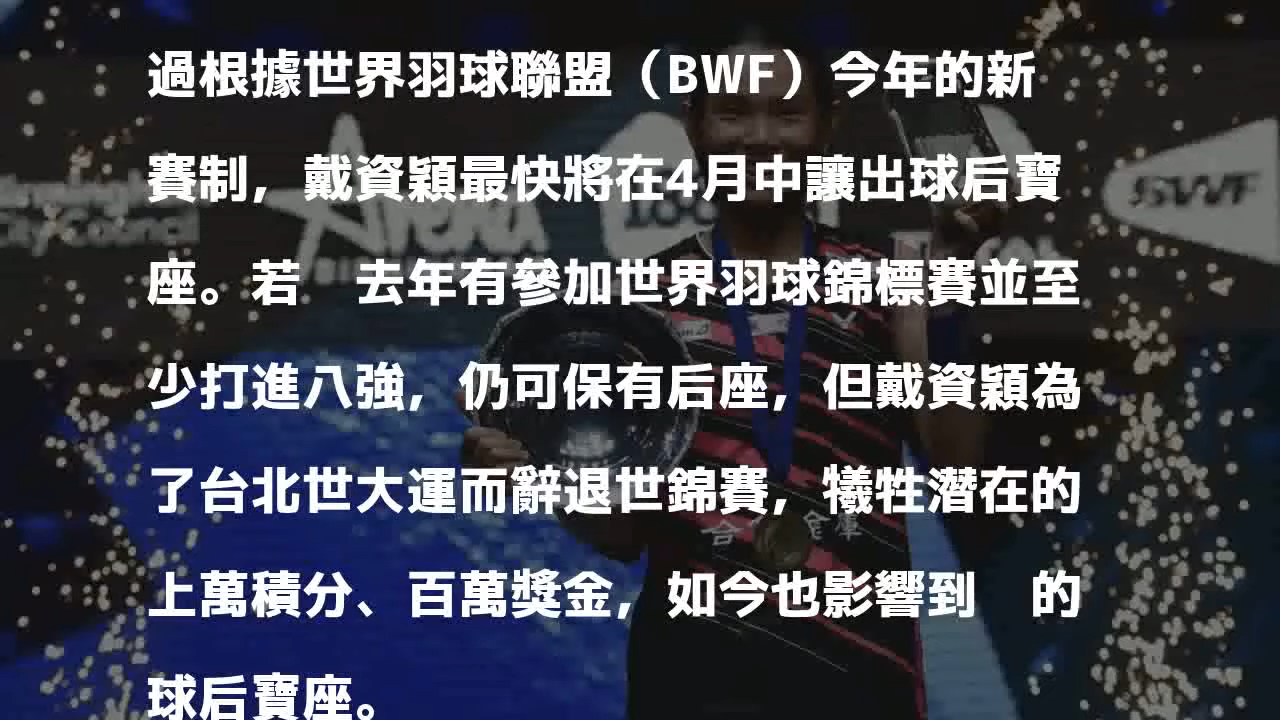 過根據世界羽球聯盟（BWF）今年的新
賽制，戴資穎最快將在4月中讓出球后寶
座。若　去年有參加世界羽球錦標賽並至
少打進八強，仍可保有后座，但戴資穎為
了台北世大運而辭退世錦賽，犧牲潛在的
上萬積分、百萬獎金，如今也影響到　的
球后寶座。
Birmingham
City Council
Arena
BWF